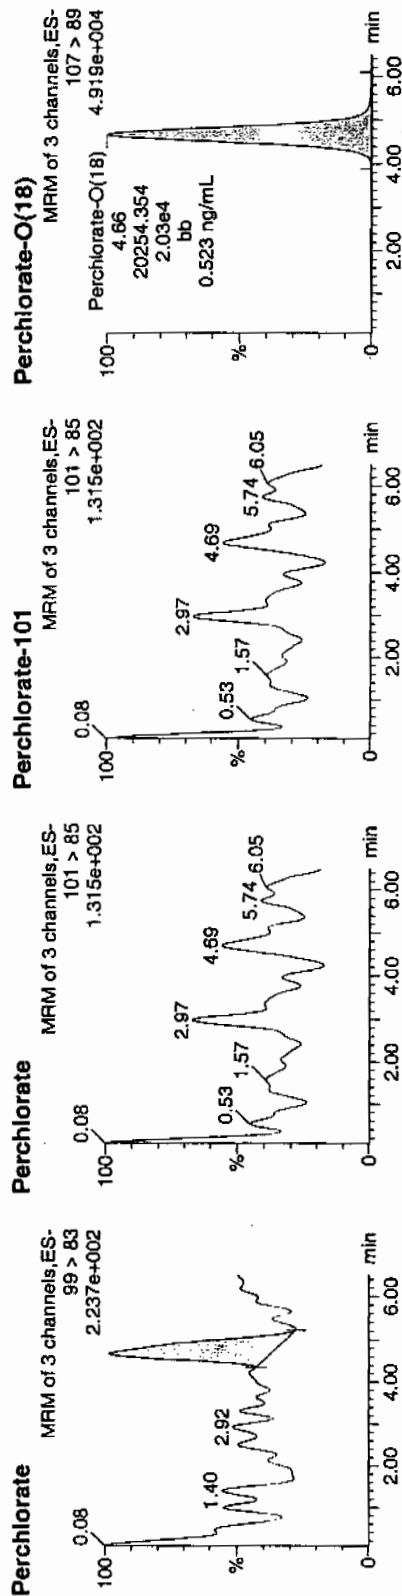 Perchlorate
MRM of 3 channels,ES-
99 > 83
2.237e+002
100
0.08
%
1.40
2.92
0
2.00
4.00
6.00
min
Perchlorate
MRM of 3 channels,ES-
101 > 85
1.315e+002
100
0.08
%
0.53
1.57
2.97
4.69
5.74
6.05
0
2.00
4.00
6.00
min
Perchlorate-101
MRM of 3 channels,ES-
101 > 85
1.315e+002
100
0.08
%
0.53
1.57
2.97
4.69
5.74
6.05
0
2.00
4.00
6.00
min
Perchlorate-O(18)
MRM of 3 channels,ES-
107 > 89
4.919e+004
100
Perchlorate-O(18)
4.66
20254.354
2.03e4
bb
0.523 ng/mL
%
0
2.00
4.00
6.00
min